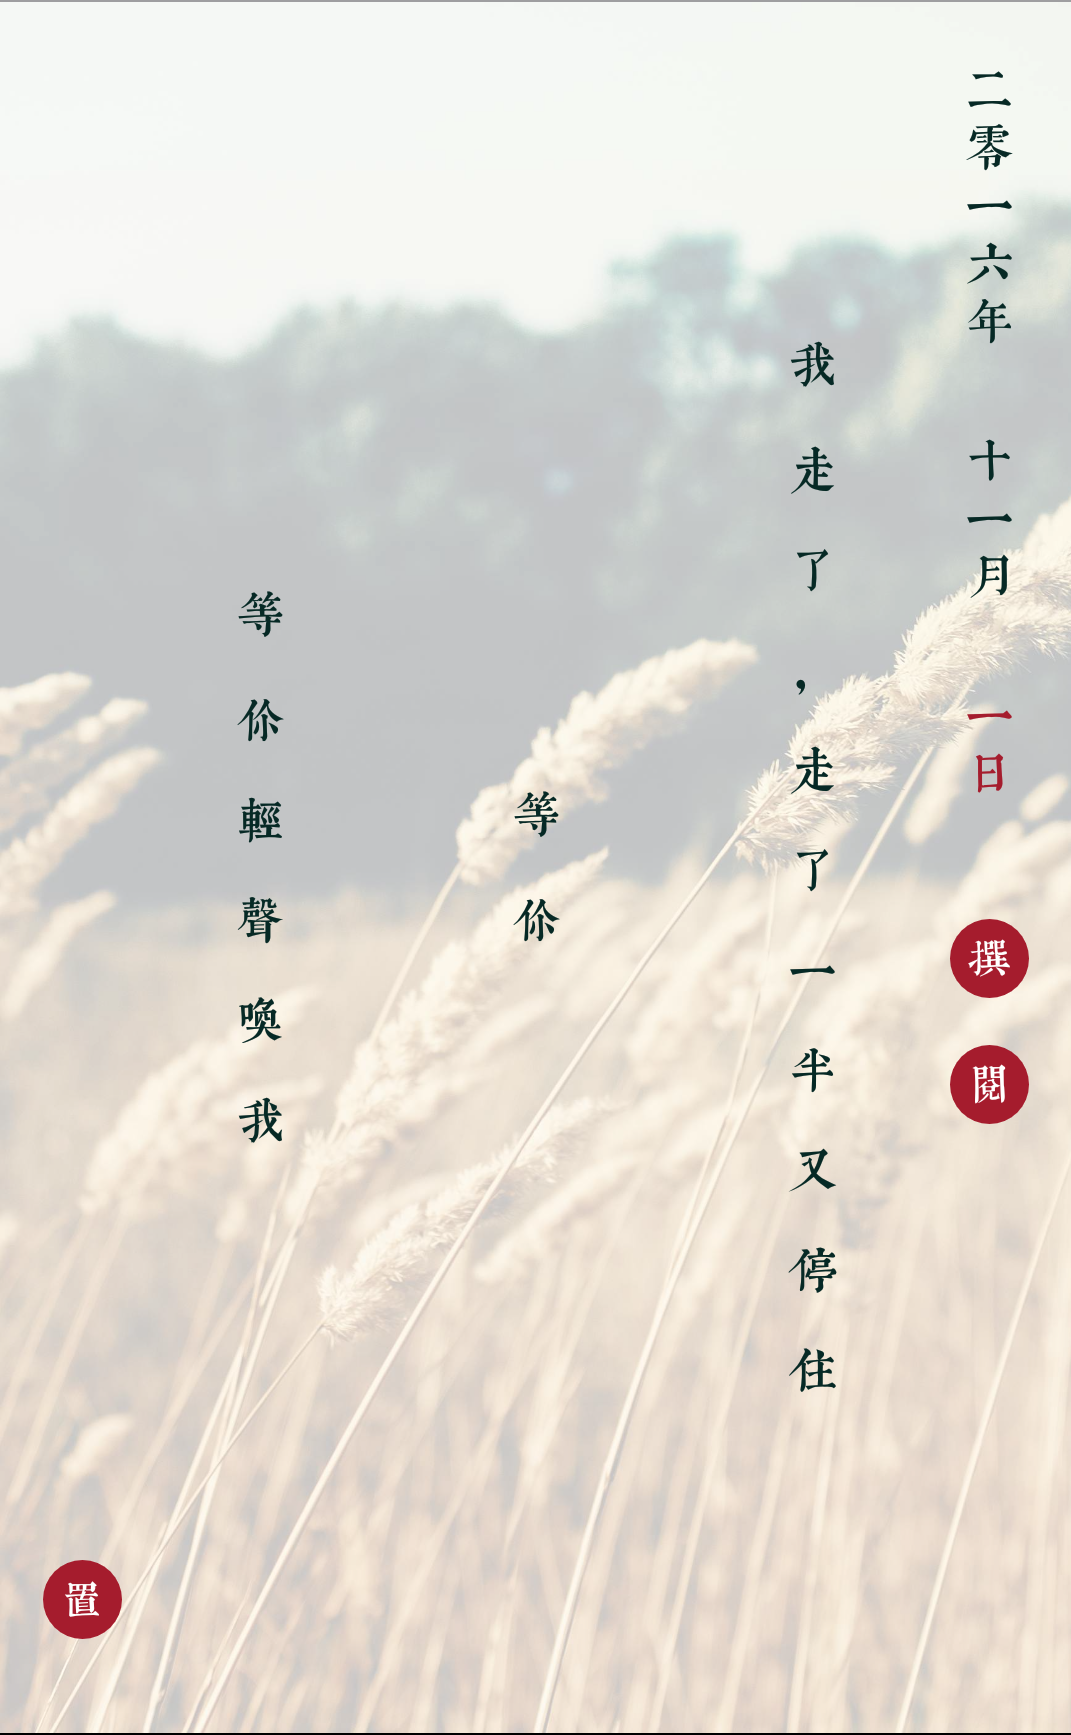 二零一六年 十一月 一日
撰
閱
我走了，走了一半又停住
等伱
等伱輕聲喚我
置